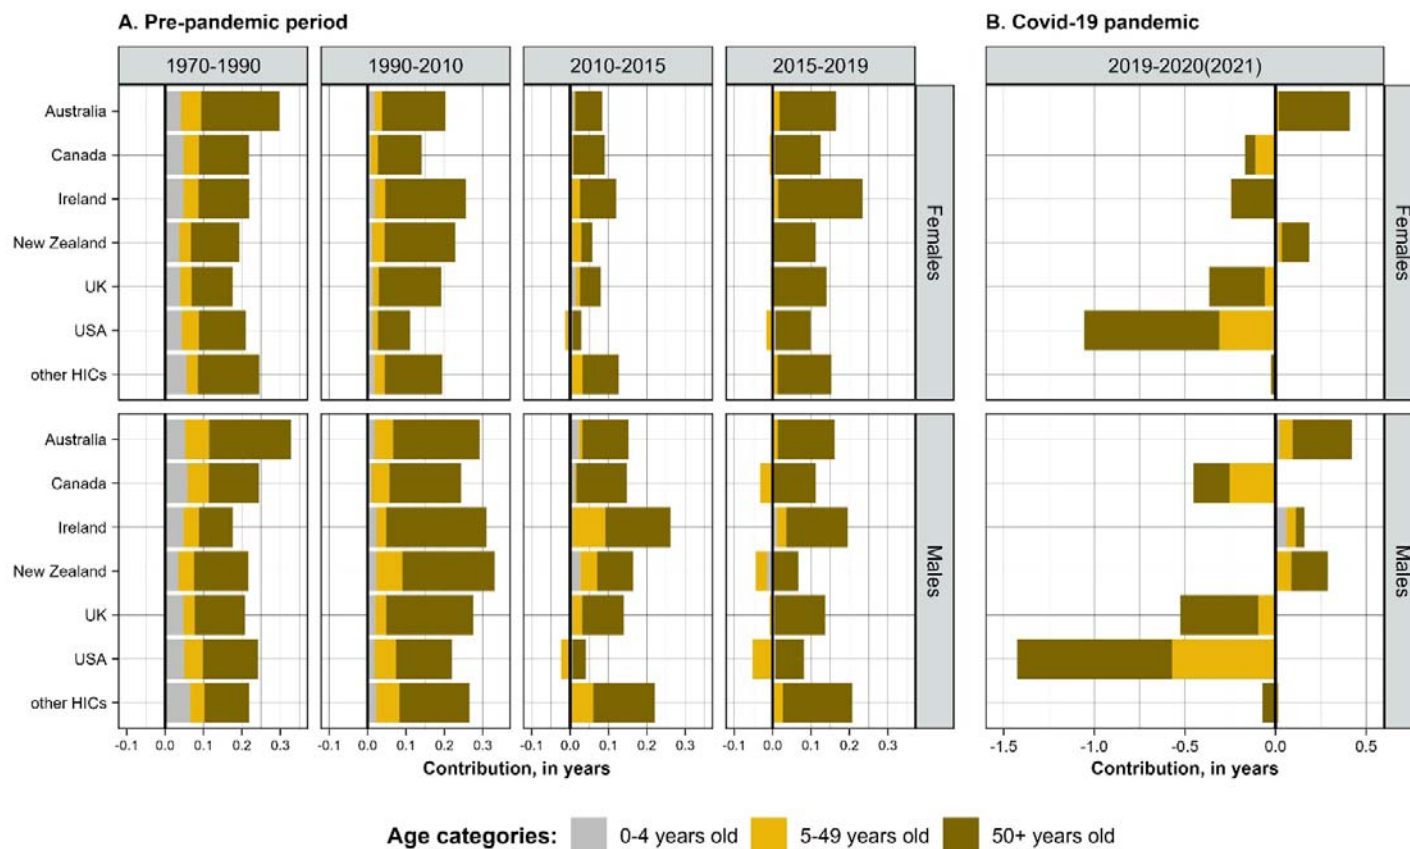 A. Pre-pandemic period
B. Covid-19 pandemic
1970-1990
1990-2010
2010-2015
2015-2019
2019-2020(2021)
Australia
Canada
Ireland
New Zealand
UK
USA
other HICs
Females
Females
Australia
Canada
Ireland
New Zealand
UK
USA
other HICs
Males
Males
-0.1 0.0 0.1 0.2 0.3
-0.1 0.0 0.1 0.2 0.3
-0.1 0.0 0.1 0.2 0.3
-0.1 0.0 0.1 0.2 0.3
-1.5 -1.0 -0.5 0.0 0.5
Contribution, in years
Contribution, in years
Age categories: 0-4 years old 5-49 years old 50+ years old